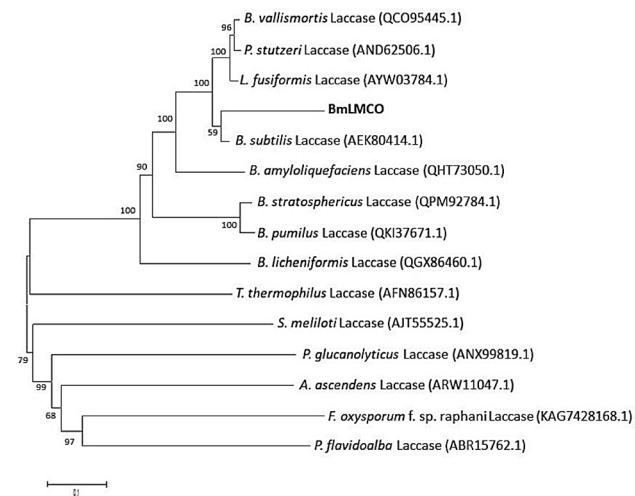 B. vallismortis Laccase (QCO95445.1)
96
P. stutzeri Laccase (AND62506.1)
100
L. fusiformis Laccase (AYW03784.1)
100
BmLMCO
100
59
B. subtilis Laccase (AEK80414.1)
90
B. amyloliquefaciens Laccase (QHT73050.1)
B. stratosphericus Laccase (QPM92784.1)
100
100
B. pumilus Laccase (QKI37671.1)
B. licheniformis Laccase (QGX86460.1)
T. thermophilus Laccase (AFN86157.1)
S. meliloti Laccase (AJT55525.1)
79
P. glucanolyticus Laccase (ANX99819.1)
99
A. ascendens Laccase (ARW11047.1)
68
F. oxysporum f. sp. raphani Laccase (KAG7428168.1)
97
P. flavidoalba Laccase (ABR15762.1)
0.1